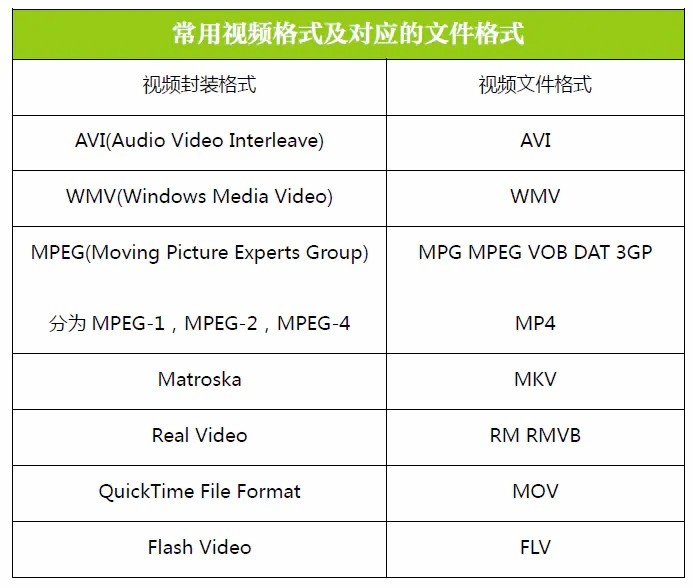 常用视频格式及对应的文件格式
视频封装格式 视频文件格式
AVI(Audio Video Interleave) AVI
WMV(Windows Media Video) WMV
MPEG(Moving Picture Experts Group) MPG MPEG VOB DAT 3GP
分为 MPEG-1，MPEG-2，MPEG-4 MP4
Matroska MKV
Real Video RM RMVB
QuickTime File Format MOV
Flash Video FLV